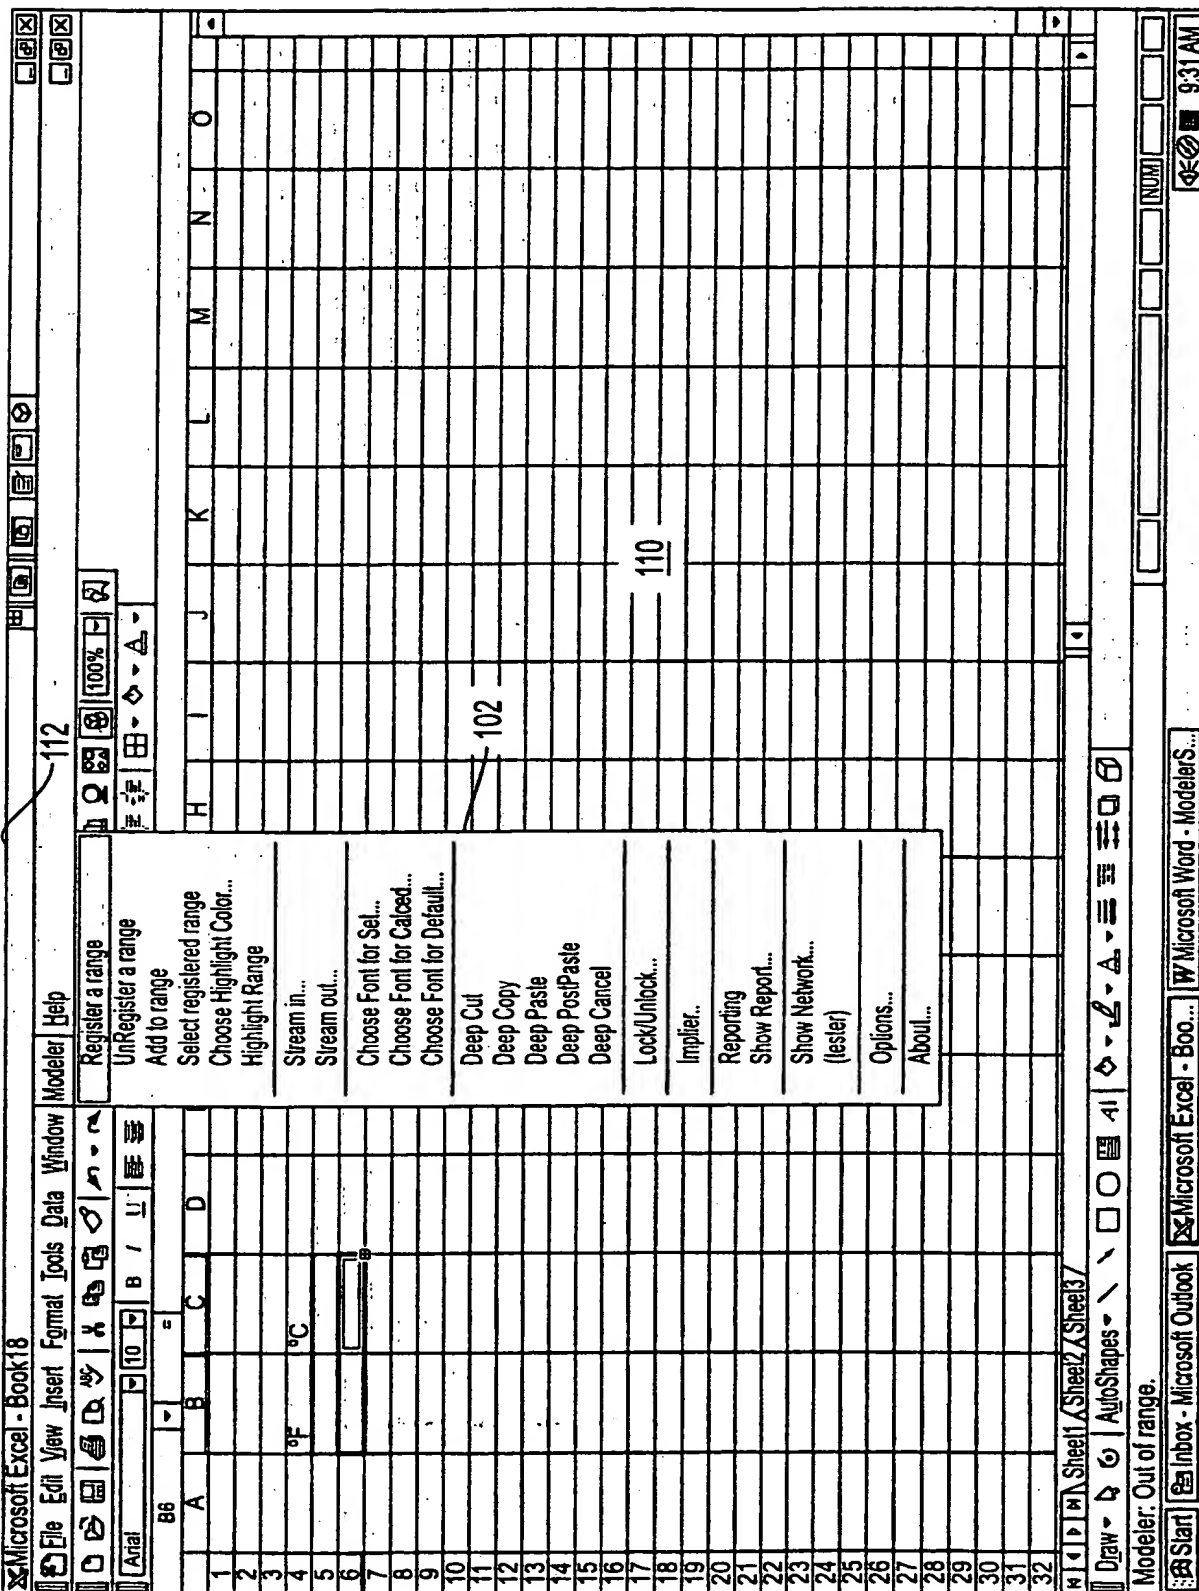 Microsoft Excel - Book18
112
File Edit View Insert Format Tools Data Window Modeler Help
100%
Arial 10 B I U
B6 =
A B C D H I J K L M N O
Register a range
UnRegister a range
Add to range
Select registered range
Choose Highlight Color...
Highlight Range
Stream in...
Stream out...
Choose Font for Set...
Choose Font for Calced...
Choose Font for Default...
Deep Cut
Deep Copy
Deep Paste
Deep PostPaste
Deep Cancel
Lock/Unlock...
Implier...
Reporting
Show Report...
Show Network...
(tester)
Options...
About...
102
110
1
2
3
4 °F °C
5
6
7
8
9
10
11
12
13
14
15
16
17
18
19
20
21
22
23
24
25
26
27
28
29
30
31
32
Sheet1 Sheet2 Sheet3
Draw AutoShapes
Modeler: Out of range.
NUM
Start Inbox - Microsoft Outlook Microsoft Excel - Boo... Microsoft Word - ModelerS... 9:31 AM